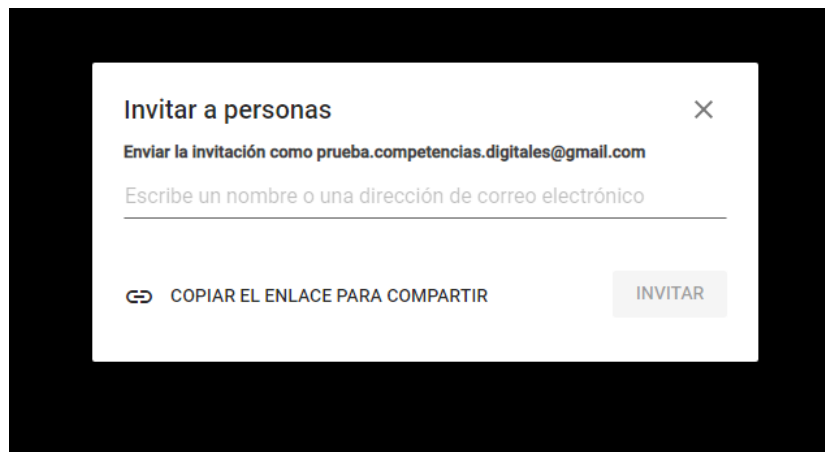 Invitar a personas
Enviar la invitación como prueba.competencias.digitales@gmail.com
Escribe un nombre o una dirección de correo electrónico
COPIAR EL ENLACE PARA COMPARTIR
INVITAR